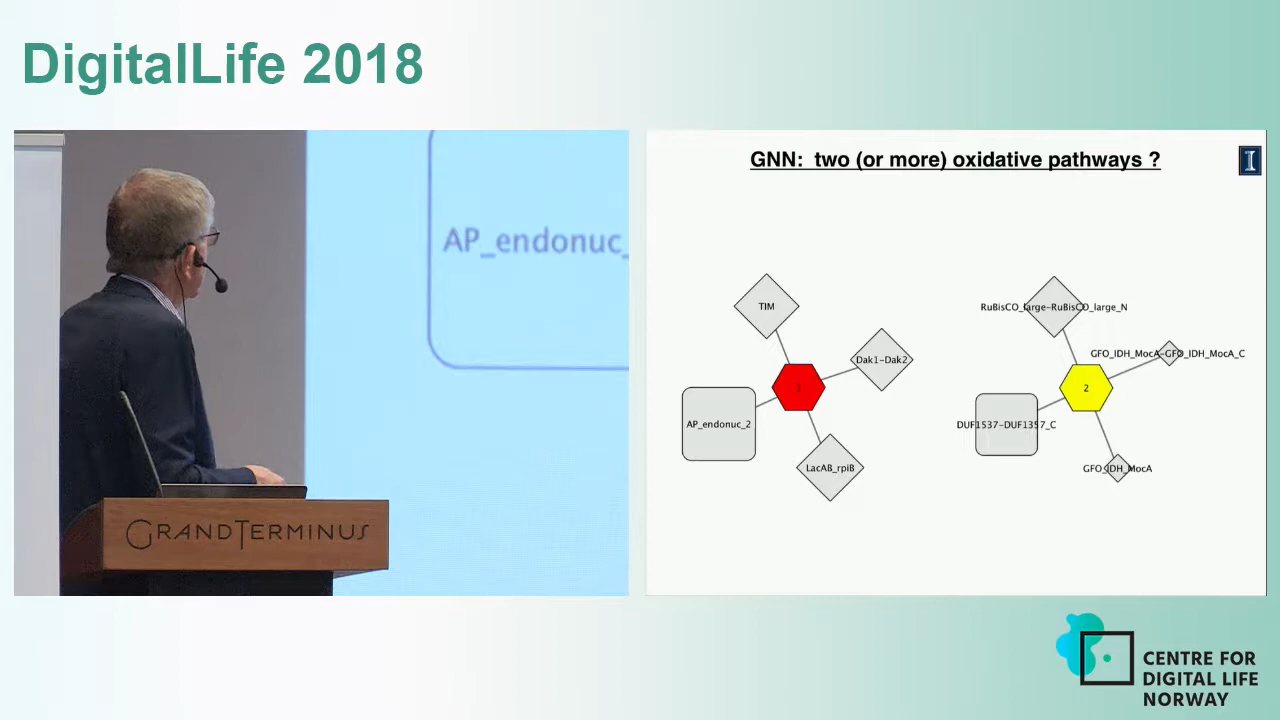 DigitalLife 2018
AP_endonuc_
GRANDTERMINUS
GNN: two (or more) oxidative pathways ?
I
TIM
Dak1-Dak2
1
AP_endonuc_2
LacAB_rpiB
RuBisCO_large-RuBisCO_large_N
GFO_IDH_MocA-GFO_IDH_MocA_C
2
DUF1537-DUF1357_C
GFO_IDH_MocA
CENTRE FOR
DIGITAL LIFE
NORWAY